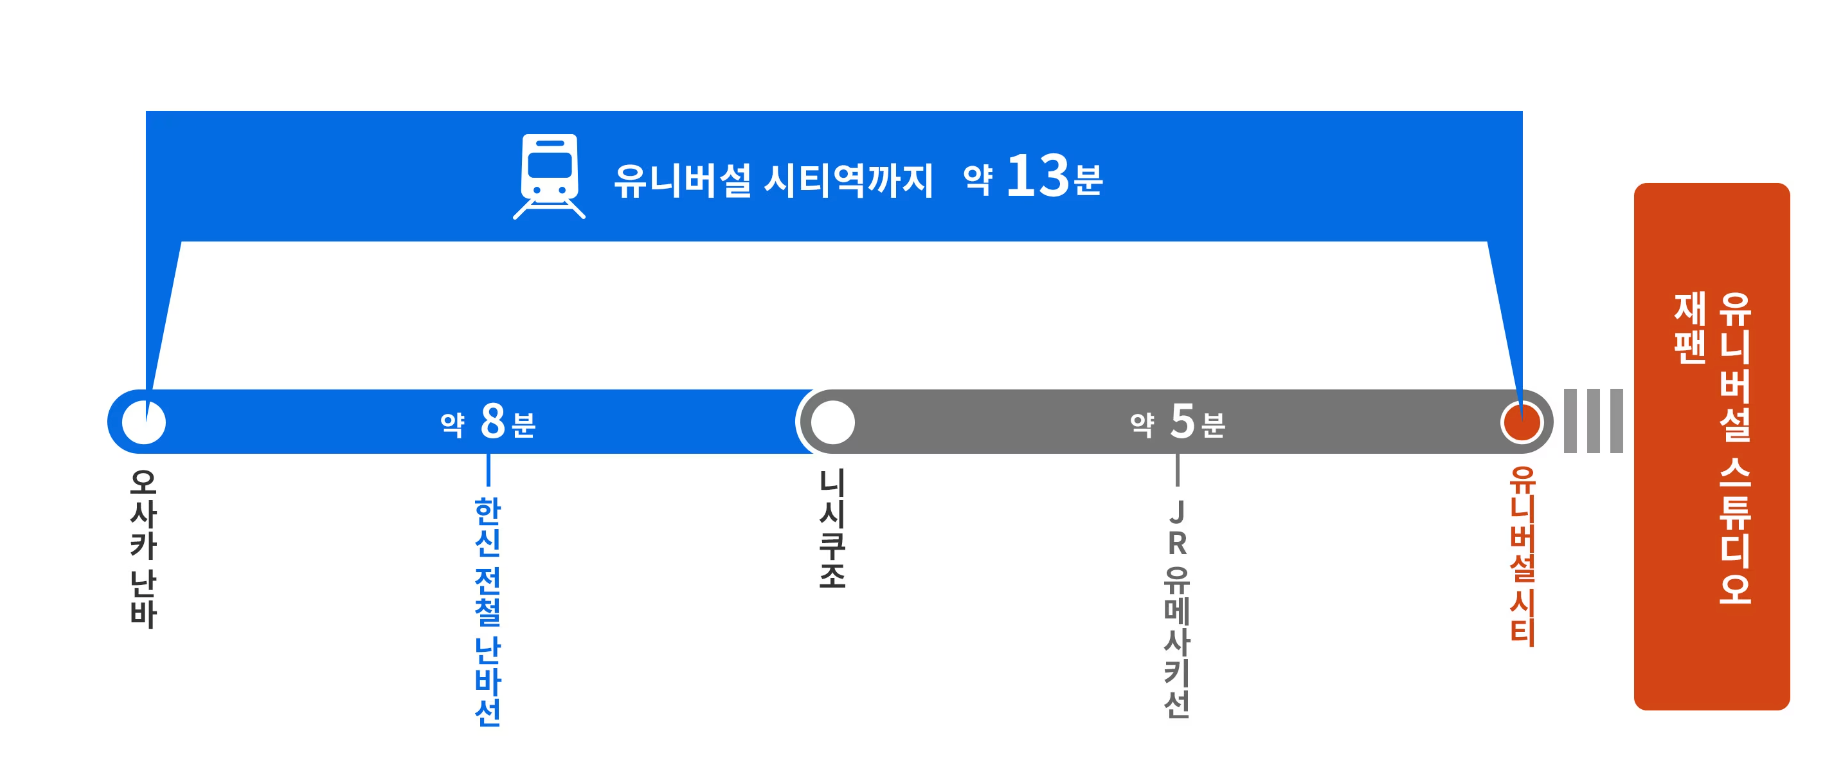 유니버설 시티역까지 약 13분
약 8분
약 5분
오사카 난바
한신 전철 난바선
니시쿠조
JR 유메사키선
유니버설 시티
유니버설 스튜디오
재팬